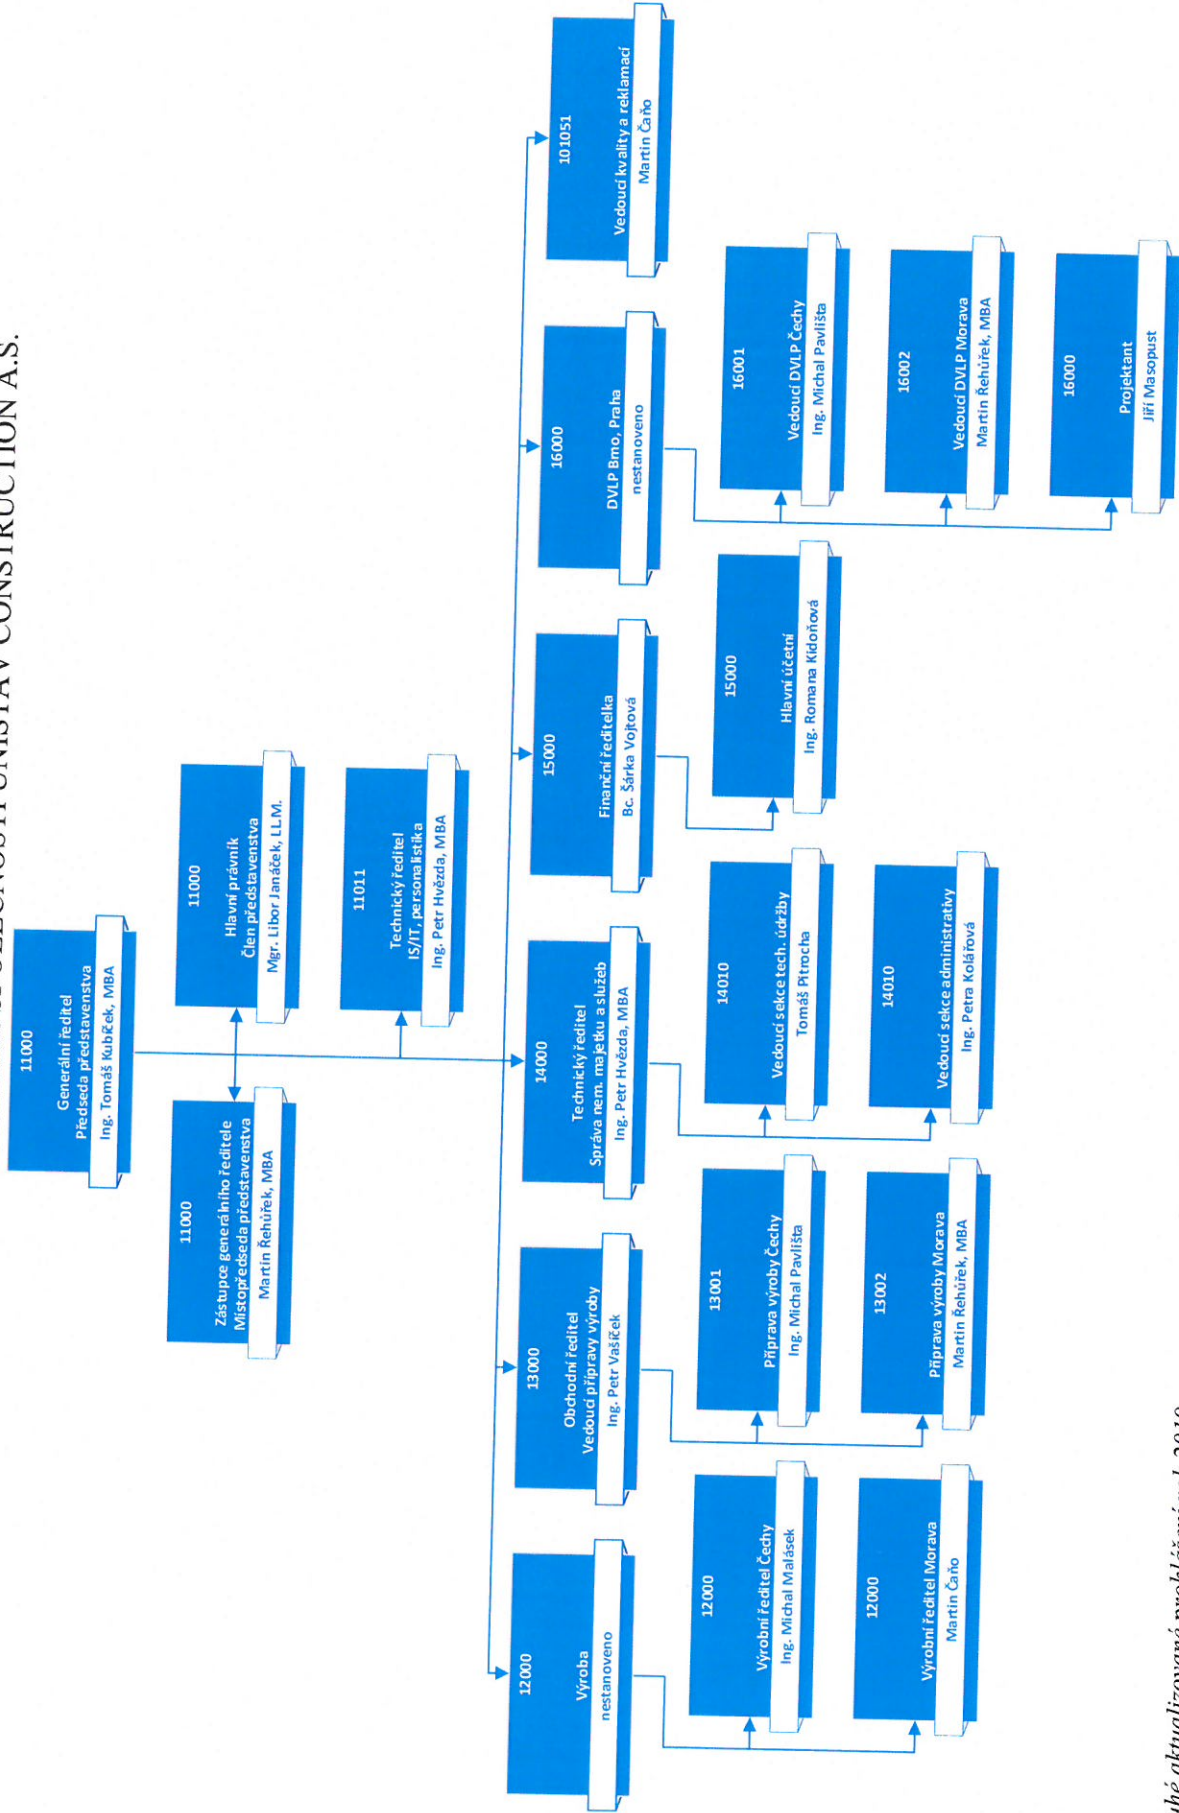 SPOLEČNOSTI UNISTAV CONSTRUCTION A.S.
11000
Generální ředitel
Předseda představenstva
Ing. Tomáš Kubíček, MBA
11000
Zástupce generálního ředitele
Místopředseda představenstva
Martin Řehůřek, MBA
11000
Hlavní právník
Člen představenstva
Mgr. Libor Janáček, LL.M.
11011
Technický ředitel
IS/IT, personalistika
Ing. Petr Hvězda, MBA
12000
Výroba
nestanoveno
13000
Obchodní ředitel
Vedoucí přípravy výroby
Ing. Petr Vašíček
14000
Technický ředitel
Správa nem. majetku a služeb
Ing. Petr Hvězda, MBA
15000
Finanční ředitelka
Bc. Šárka Vojtová
16000
DVLP Brno, Praha
nestanoveno
101051
Vedoucí kvality a reklamací
Martin Čaňo
12000
Výrobní ředitel Čechy
Ing. Michal Malásek
13001
Příprava výroby Čechy
Ing. Michal Pavlišta
14010
Vedoucí sekce tech. údržby
Tomáš Pitrocha
15000
Hlavní účetní
Ing. Romana Kidoňová
16001
Vedoucí DVLP Čechy
Ing. Michal Pavlišta
12000
Výrobní ředitel Morava
Martin Čaňo
13002
Příprava výroby Morava
Martin Řehůřek, MBA
14010
Vedoucí sekce administrativy
Ing. Petra Kolářová
16002
Vedoucí DVLP Morava
Martin Řehůřek, MBA
16000
Projektant
Jiří Masopust
aktualizované